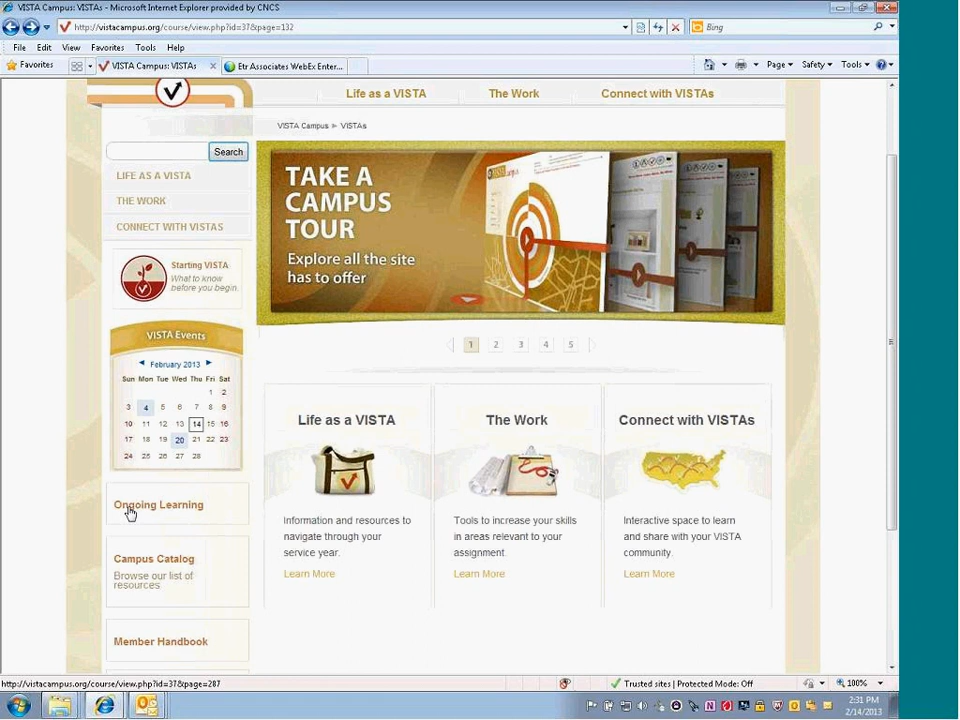 VISTA Campus: VISTAs - Microsoft Internet Explorer provided by CNCS
http://vistacampus.org/course/view.php?id=37&page=132
Bing
File Edit View Favorites Tools Help
Favorites
VISTA Campus: VISTAs
Etr Associates WebEx Enter...
Page Safety Tools
Life as a VISTA The Work Connect with VISTAs
VISTA Campus ► VISTAs
Search
LIFE AS A VISTA
THE WORK
CONNECT WITH VISTAS
TAKE A
CAMPUS
TOUR
Explore all the site
has to offer
Starting VISTA
What to know
before you begin.
VISTA Events
February 2013
Sun Mon Tue Wed Thu Fri Sat
1 2
3 4 5 6 7 8 9
10 11 12 13 14 15 16
17 18 19 20 21 22 23
24 25 26 27 28
1 2 3 4 5
Ongoing Learning
Campus Catalog
Browse our list of
resources
Member Handbook
Life as a VISTA
Information and resources to
navigate through your
service year.
Learn More
The Work
Tools to increase your skills
in areas relevant to your
assignment.
Learn More
Connect with VISTAs
Interactive space to learn
and share with your VISTA
community.
Learn More
http://vistacampus.org/course/view.php?id=37&page=287
Trusted sites | Protected Mode: Off
100%
2:31 PM
2/14/2013